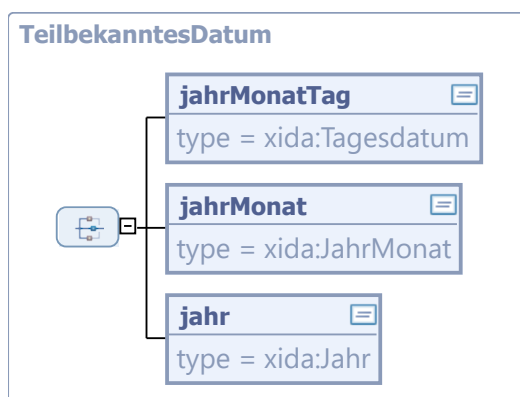 TeilbekanntesDatum
jahrMonatTag
type = xida:Tagesdatum
jahrMonat
type = xida:JahrMonat
jahr
type = xida:Jahr